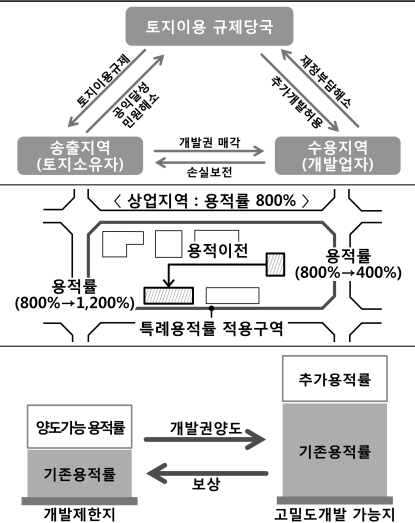 토지이용 규제당국
토지이용규제
공익달성
민원해소
재정부담해소
추가개발허용
송출지역
(토지소유자)
개발권 매각
손실보전
수용지역
(개발업자)
〈 상업지역 : 용적률 800% 〉
용적이전
용적률
(800%→400%)
용적률
(800%→1,200%)
특례용적률 적용구역
추가용적률
양도가능 용적률
개발권양도
기존용적률
기존용적률
보상
개발제한지
고밀도개발 가능지